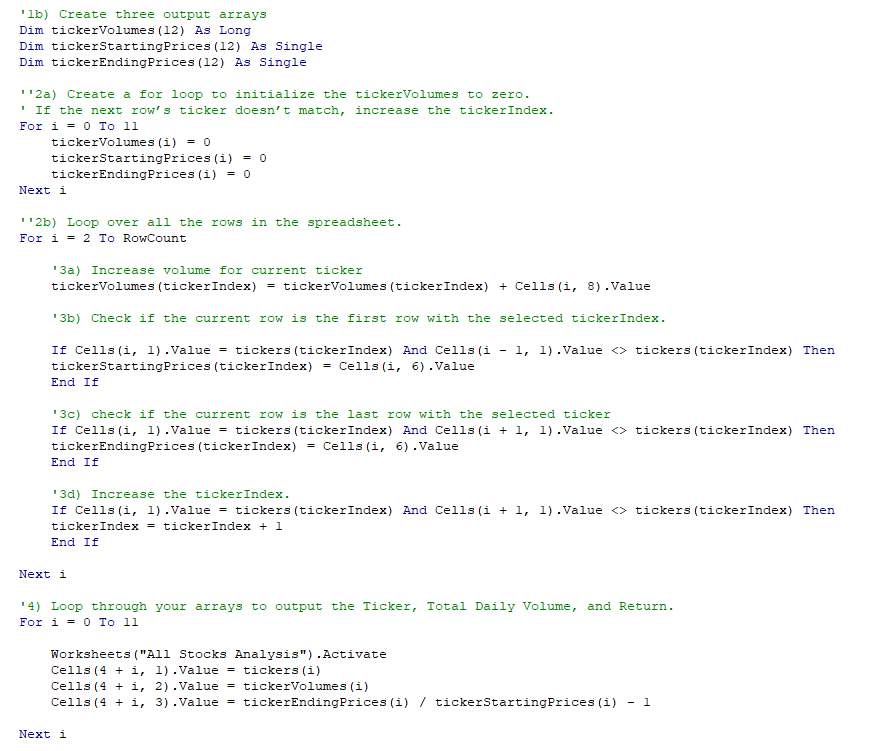 '1b) Create three output arrays
Dim tickerVolumes(12) As Long
Dim tickerStartingPrices(12) As Single
Dim tickerEndingPrices(12) As Single
''2a) Create a for loop to initialize the tickerVolumes to zero.
' If the next row's ticker doesn't match, increase the tickerIndex.
For i = 0 To 11
tickerVolumes(i) = 0
tickerStartingPrices(i) = 0
tickerEndingPrices(i) = 0
Next i
''2b) Loop over all the rows in the spreadsheet.
For i = 2 To RowCount
'3a) Increase volume for current ticker
tickerVolumes(tickerIndex) = tickerVolumes(tickerIndex) + Cells(i, 8).Value
'3b) Check if the current row is the first row with the selected tickerIndex.
If Cells(i, 1).Value = tickers(tickerIndex) And Cells(i - 1, 1).Value <> tickers(tickerIndex) Then
tickerStartingPrices(tickerIndex) = Cells(i, 6).Value
End If
'3c) check if the current row is the last row with the selected ticker
If Cells(i, 1).Value = tickers(tickerIndex) And Cells(i + 1, 1).Value <> tickers(tickerIndex) Then
tickerEndingPrices(tickerIndex) = Cells(i, 6).Value
End If
'3d) Increase the tickerIndex.
If Cells(i, 1).Value = tickers(tickerIndex) And Cells(i + 1, 1).Value <> tickers(tickerIndex) Then
tickerIndex = tickerIndex + 1
End If
Next i
'4) Loop through your arrays to output the Ticker, Total Daily Volume, and Return.
For i = 0 To 11
Worksheets("All Stocks Analysis").Activate
Cells(4 + i, 1).Value = tickers(i)
Cells(4 + i, 2).Value = tickerVolumes(i)
Cells(4 + i, 3).Value = tickerEndingPrices(i) / tickerStartingPrices(i) - 1
Next i